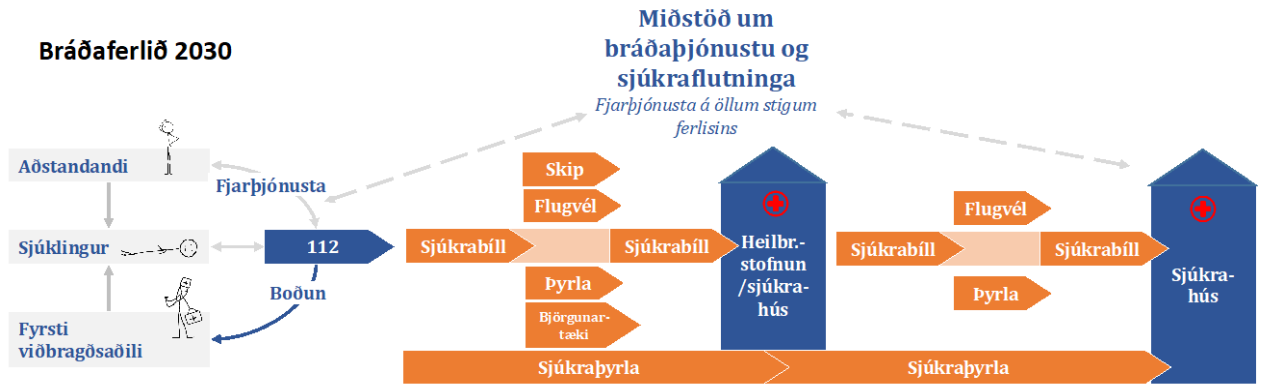 Bráðaferlið 2030
Miðstöð um
bráðaþjónustu og
sjúkraflutninga
Fjarþjónusta á öllum stigum
ferlisins
Aðstandandi
Fjarþjónusta
Sjúklingur
112
Boðun
Fyrsti
viðbragðsaðili
Skip
Flugvél
Sjúkrabíll
Sjúkrabíll
Þyrla
Björgunar-
tæki
Heilbr.-
stofnun
/sjúkra-
hús
Flugvél
Sjúkrabíll
Sjúkrabíll
Þyrla
Sjúkra-
hús
Sjúkraþyrla
Sjúkraþyrla